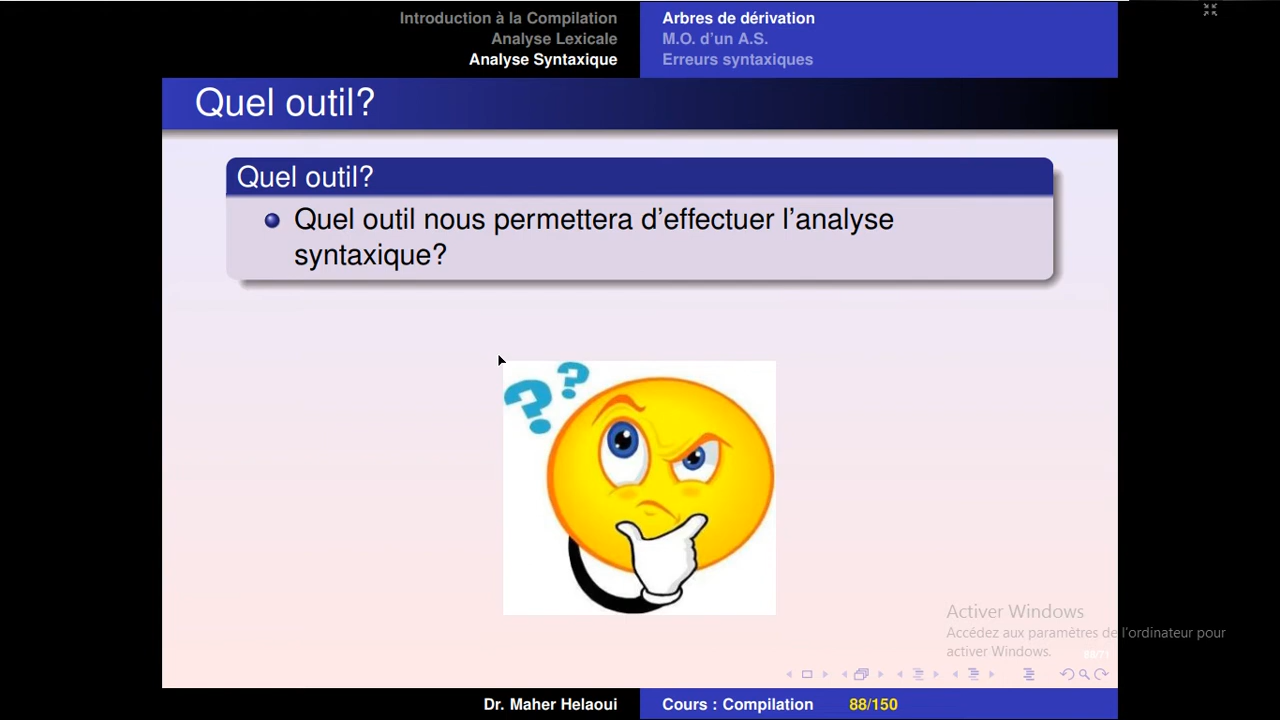 Introduction à la Compilation
Analyse Lexicale
Analyse Syntaxique
Arbres de dérivation
M.O. d'un A.S.
Erreurs syntaxiques
Quel outil?
Quel outil?
Quel outil nous permettera d'effectuer l'analyse
syntaxique?
? ?
Activer Windows
Accédez aux paramètres de l'ordinateur pour
activer Windows.
Dr. Maher Helaoui
Cours : Compilation
88/150